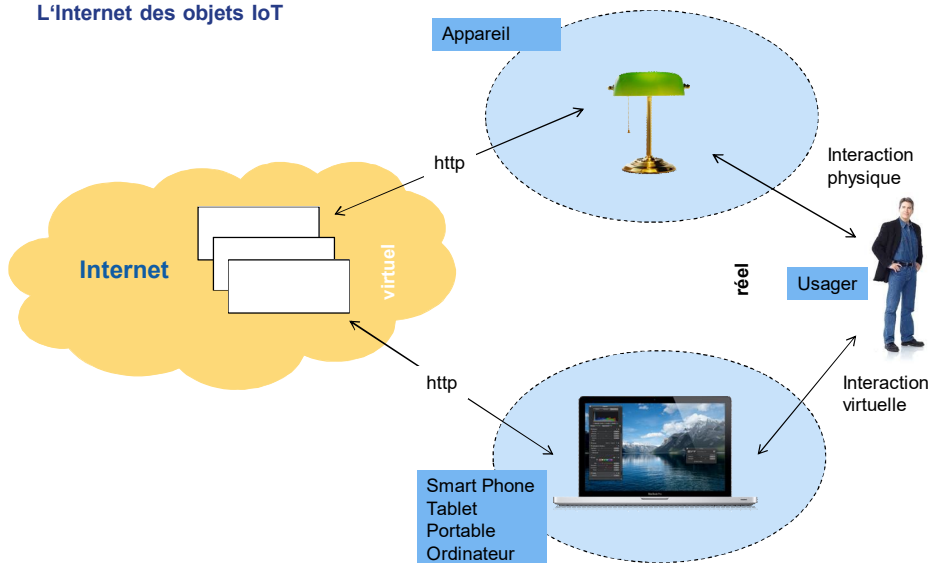 L‘Internet des objets IoT
Appareil
http
Interaction
physique
Internet
virtuel
réel
Usager
http
Interaction
virtuelle
Smart Phone
Tablet
Portable
Ordinateur